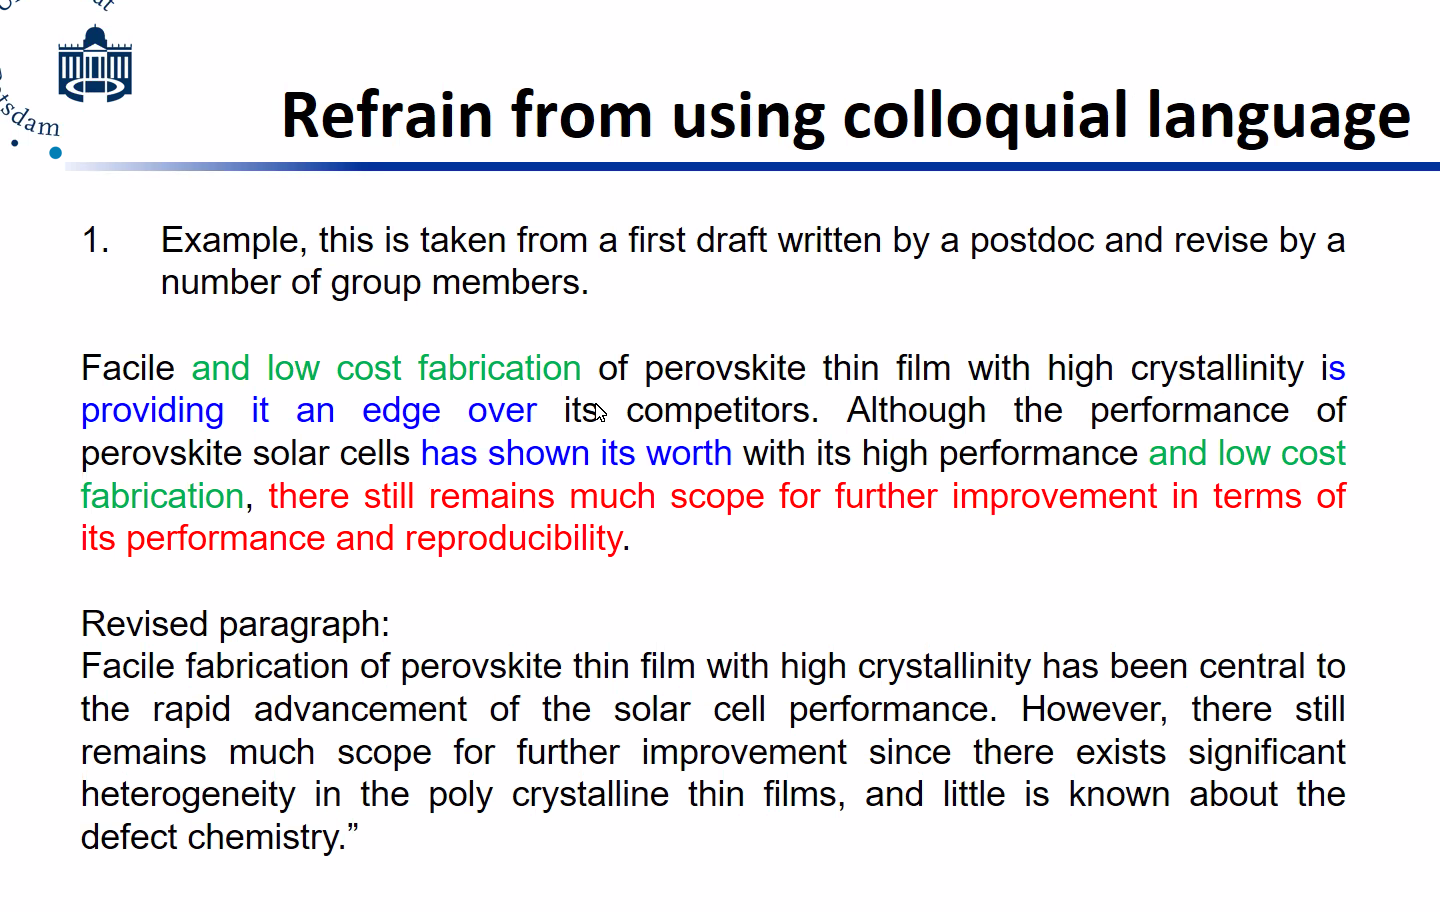 at
tsdam
Refrain from using colloquial language
1. Example, this is taken from a first draft written by a postdoc and revise by a
number of group members.
Facile and low cost fabrication of perovskite thin film with high crystallinity is
providing it an edge over its competitors. Although the performance of
perovskite solar cells has shown its worth with its high performance and low cost
fabrication, there still remains much scope for further improvement in terms of
its performance and reproducibility.
Revised paragraph:
Facile fabrication of perovskite thin film with high crystallinity has been central to
the rapid advancement of the solar cell performance. However, there still
remains much scope for further improvement since there exists significant
heterogeneity in the poly crystalline thin films, and little is known about the
defect chemistry.”